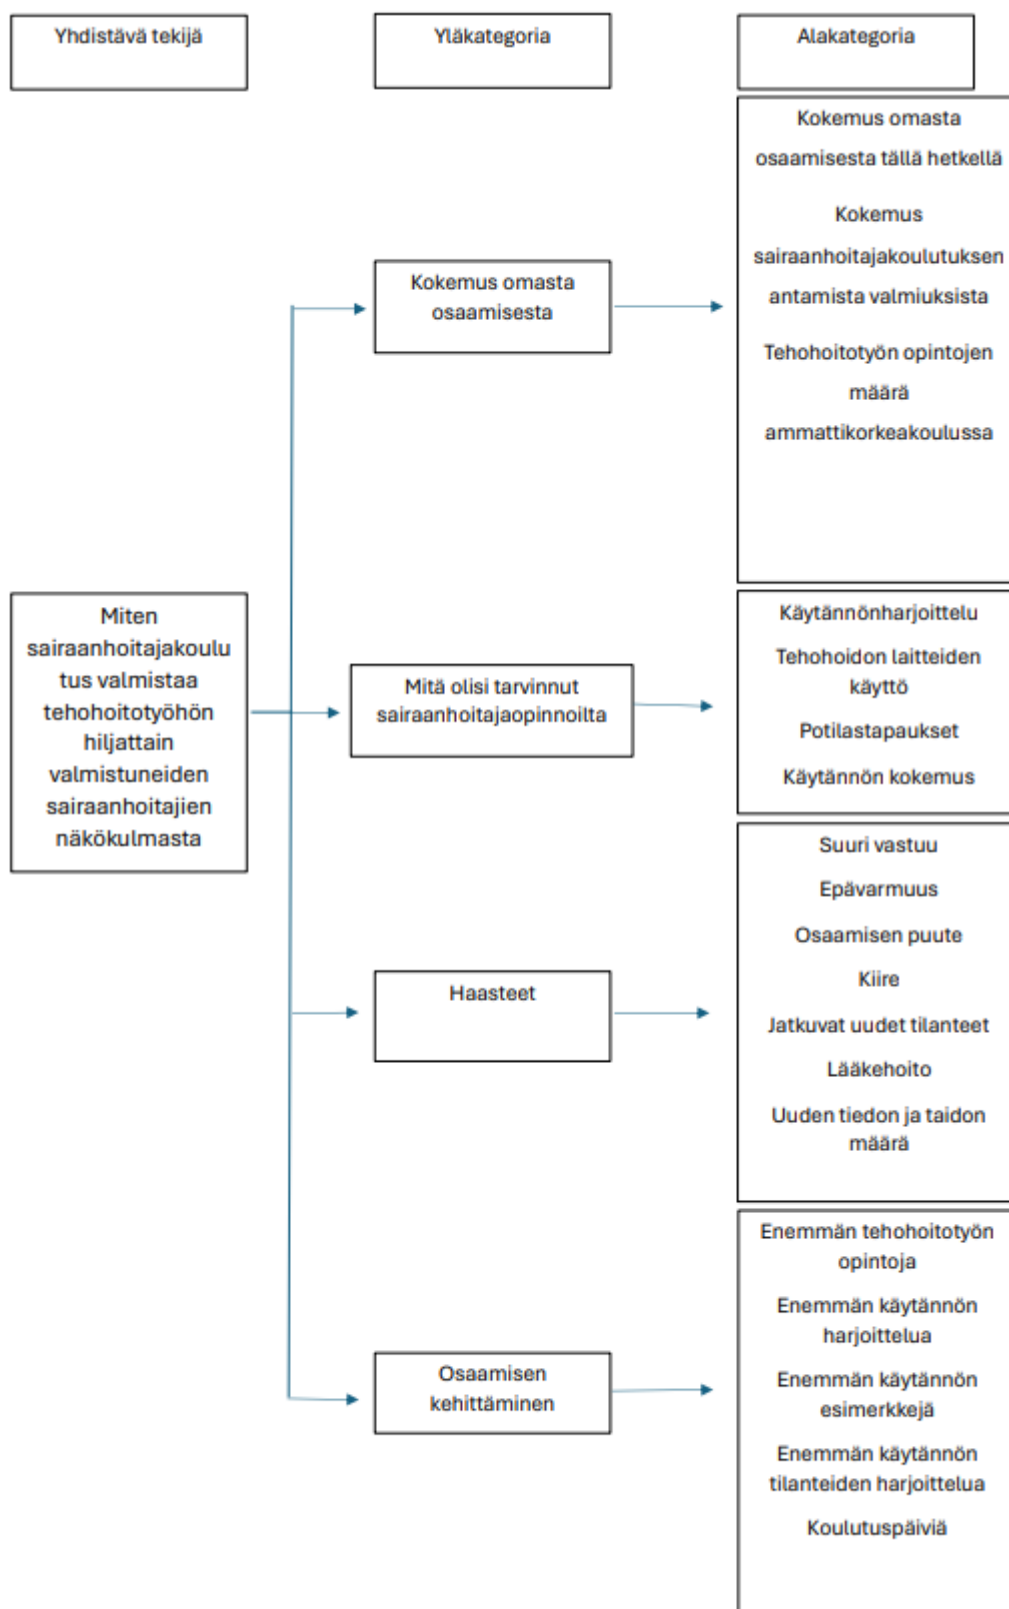 Yhdistävä tekijä
Yläkategoria
Alakategoria
Kokemus omasta
osaamisesta tällä hetkellä
Kokemus
sairaanhoitajakoulutuksen
antamista valmiuksista
Tehohoitotyön opintojen
määrä
ammattikorkeakoulussa
Kokemus omasta
osaamisesta
Miten
sairaanhoitajakoulu
tus valmistaa
tehohoitotyöhön
hiljattain
valmistuneiden
sairaanhoitajien
näkökulmasta
Mitä olisi tarvinnut
sairaanhoitajaopinnoilta
Käytännönharjoittelu
Tehohoidon laitteiden
käyttö
Potilastapaukset
Käytännön kokemus
Haasteet
Suuri vastuu
Epävarmuus
Osaamisen puute
Kiire
Jatkuvat uudet tilanteet
Lääkehoito
Uuden tiedon ja taidon
määrä
Osaamisen
kehittäminen
Enemmän tehohoitotyön
opintoja
Enemmän käytännön
harjoittelua
Enemmän käytännön
esimerkkejä
Enemmän käytännön
tilanteiden harjoittelua
Koulutuspäiviä